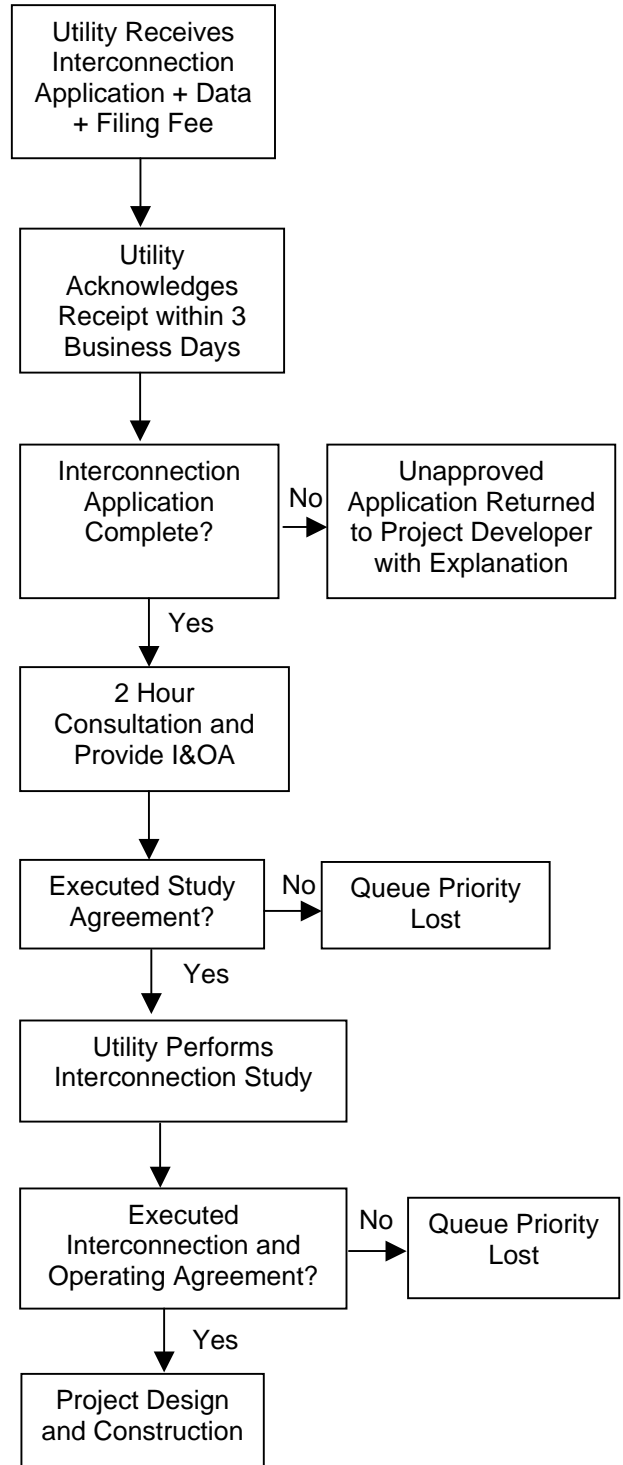 Utility Receives
Interconnection
Application + Data
+ Filing Fee
Utility
Acknowledges
Receipt within 3
Business Days
Interconnection
Application
Complete?
No
Unapproved
Application Returned
to Project Developer
with Explanation
Yes
2 Hour
Consultation and
Provide I&OA
Executed Study
Agreement?
No
Queue Priority
Lost
Yes
Utility Performs
Interconnection Study
Executed
Interconnection and
Operating Agreement?
No
Queue Priority
Lost
Yes
Project Design
and Construction